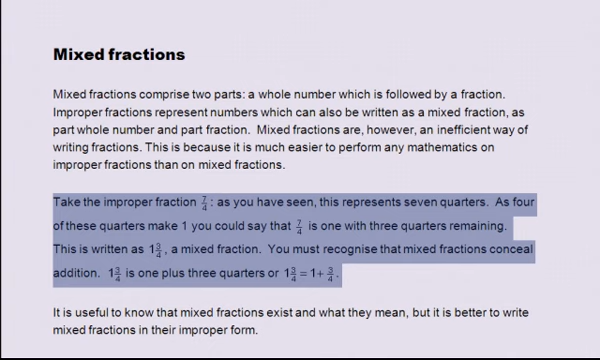 Mixed fractions
Mixed fractions comprise two parts: a whole number which is followed by a fraction.
Improper fractions represent numbers which can also be written as a mixed fraction, as
part whole number and part fraction. Mixed fractions are, however, an inefficient way of
writing fractions. This is because it is much easier to perform any mathematics on
improper fractions than on mixed fractions.
Take the improper fraction 7/4: as you have seen, this represents seven quarters. As four
of these quarters make 1 you could say that 7/4 is one with three quarters remaining.
This is written as 1 3/4, a mixed fraction. You must recognise that mixed fractions conceal
addition. 1 3/4 is one plus three quarters or 1 3/4 = 1 + 3/4.
It is useful to know that mixed fractions exist and what they mean, but it is better to write
mixed fractions in their improper form.